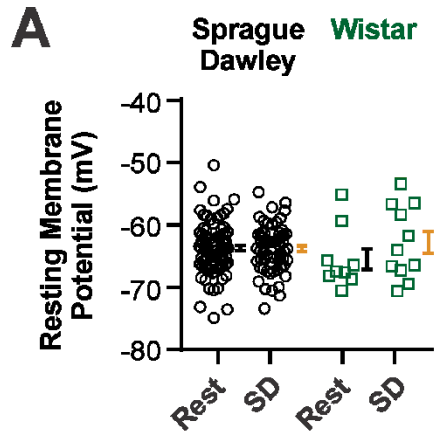 A
Sprague
Dawley
Wistar
Resting Membrane
Potential (mV)
-40
-50
-60
-70
-80
Rest
SD
Rest
SD